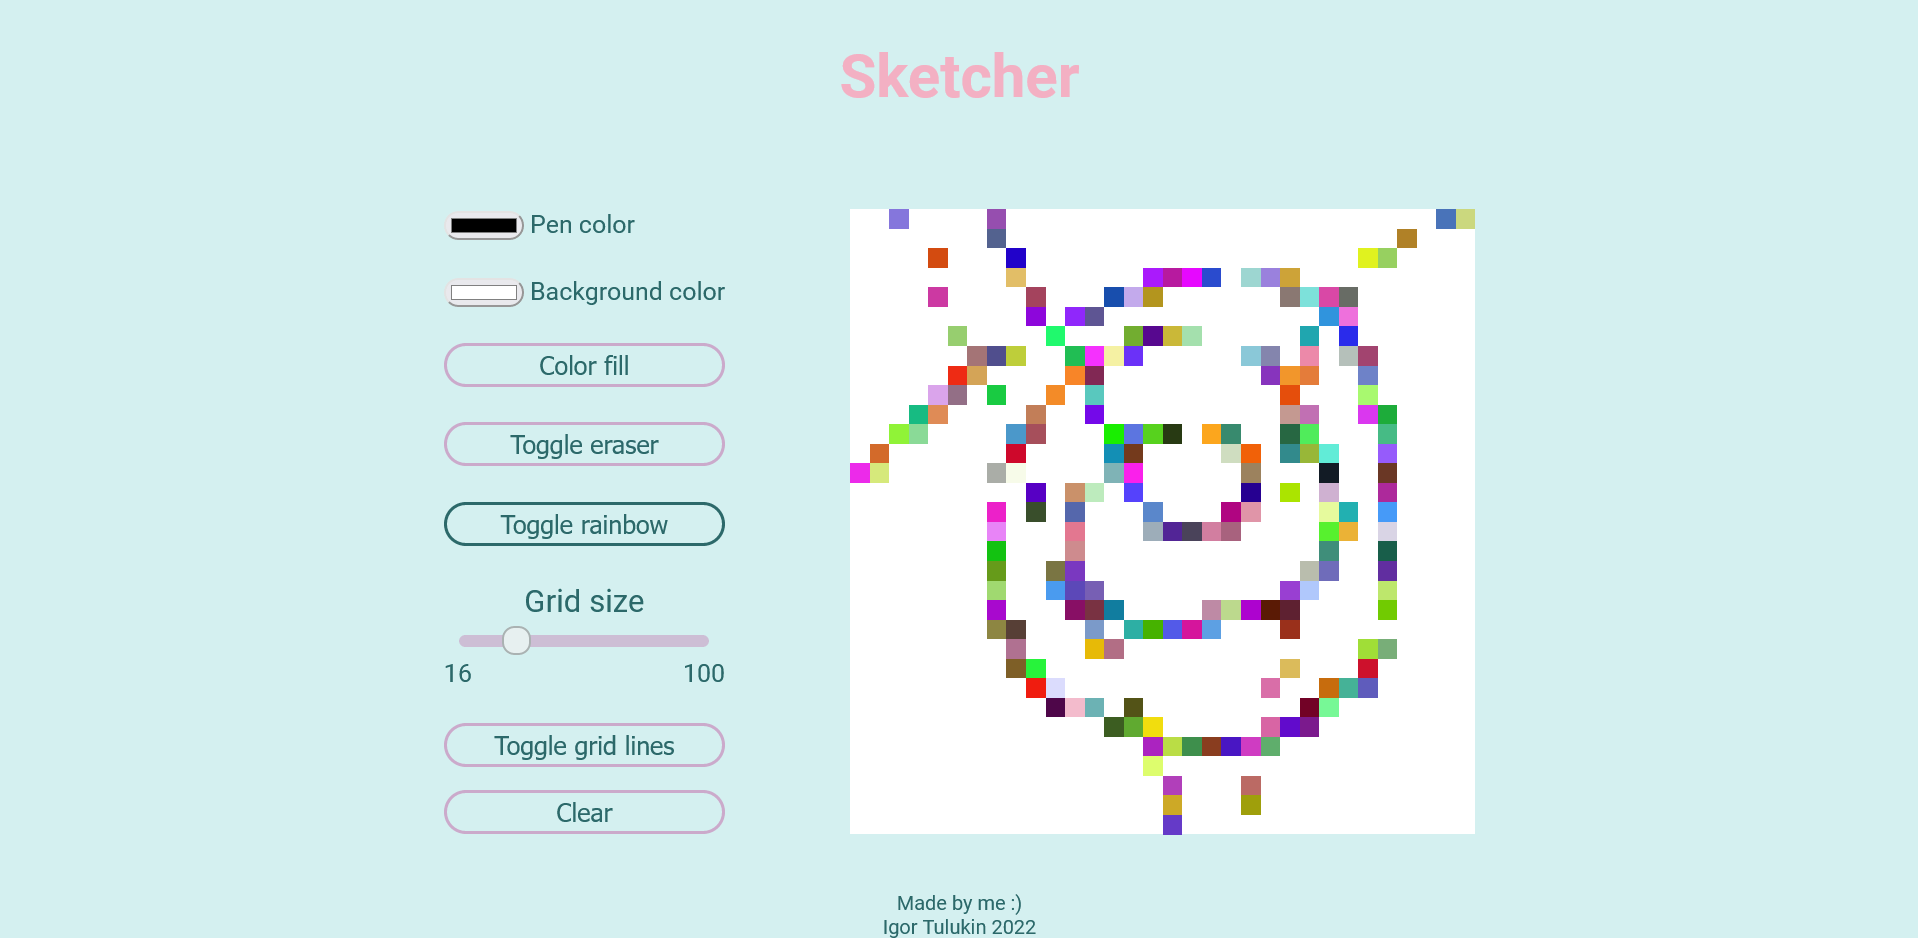 Sketcher
Pen color
Background color
Color fill
Toggle eraser
Toggle rainbow
Grid size
16 100
Toggle grid lines
Clear
Made by me :)
Igor Tulukin 2022